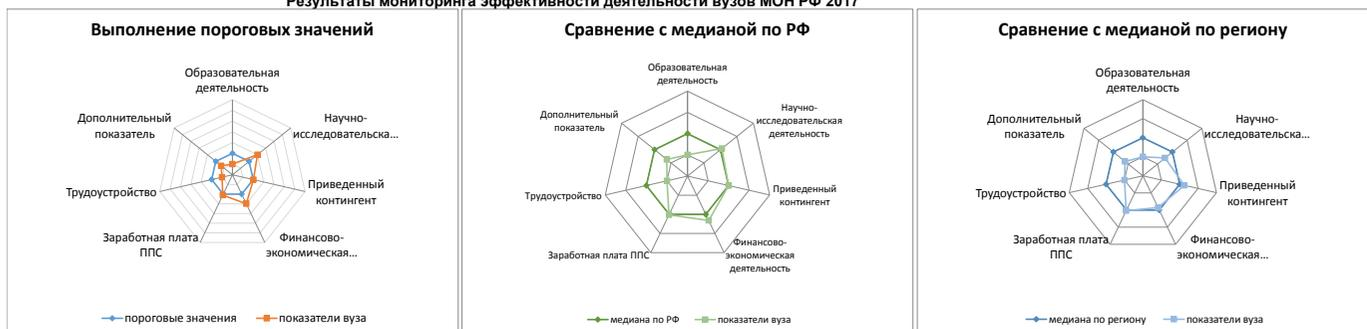 Результаты мониторинга эффективности деятельности вузов МОН РФ 2017
Выполнение пороговых значений
Образовательная
деятельность
Научно-
исследовательска...
Приведенный
контингент
Финансово-
экономическая...
Заработная плата
ППС
Трудоустройство
Дополнительный
показатель
пороговые значения
показатели вуза
Сравнение с медианой по РФ
Образовательная
деятельность
Научно-
исследовательская
деятельность
Приведенный
контингент
Финансово-
экономическая
деятельность
Заработная плата ППС
Трудоустройство
Дополнительный
показатель
медиана по РФ
показатели вуза
Сравнение с медианой по региону
Образовательная
деятельность
Научно-
исследовательска...
Приведенный
контингент
Финансово-
экономическая...
Заработная плата
ППС
Трудоустройство
Дополнительный
показатель
медиана по региону
показатели вуза